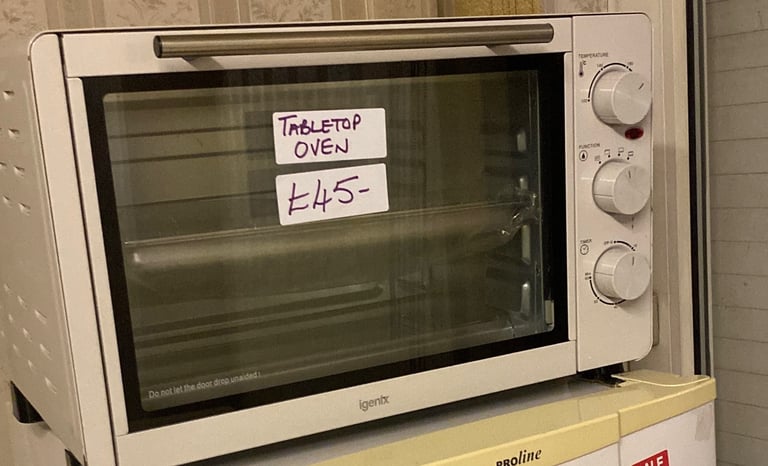 TEMPERATURE
TABLETOP
OVEN
£45-
FUNCTION
TIMER
Do not let the door drop unaided!
igenix
PROline